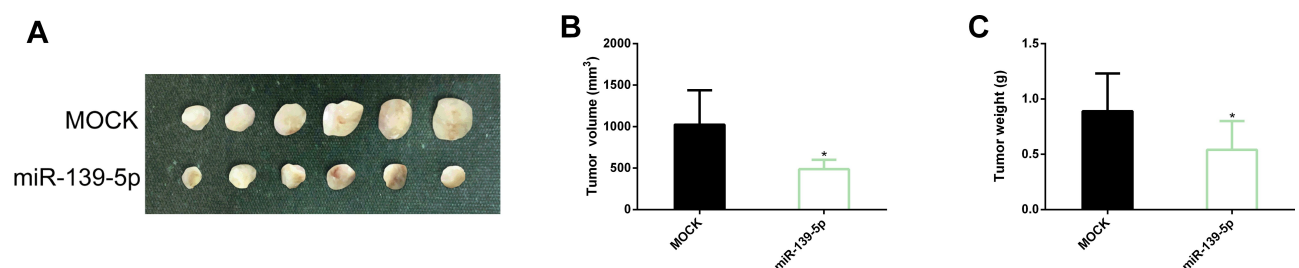 A
MOCK
miR-139-5p
B
Tumor volume (mm³)
2000
1500
1000
500
0
*
MOCK
miR-139-5p
C
Tumor weight (g)
1.5
1.0
0.5
0.0
*
MOCK
miR-139-5p